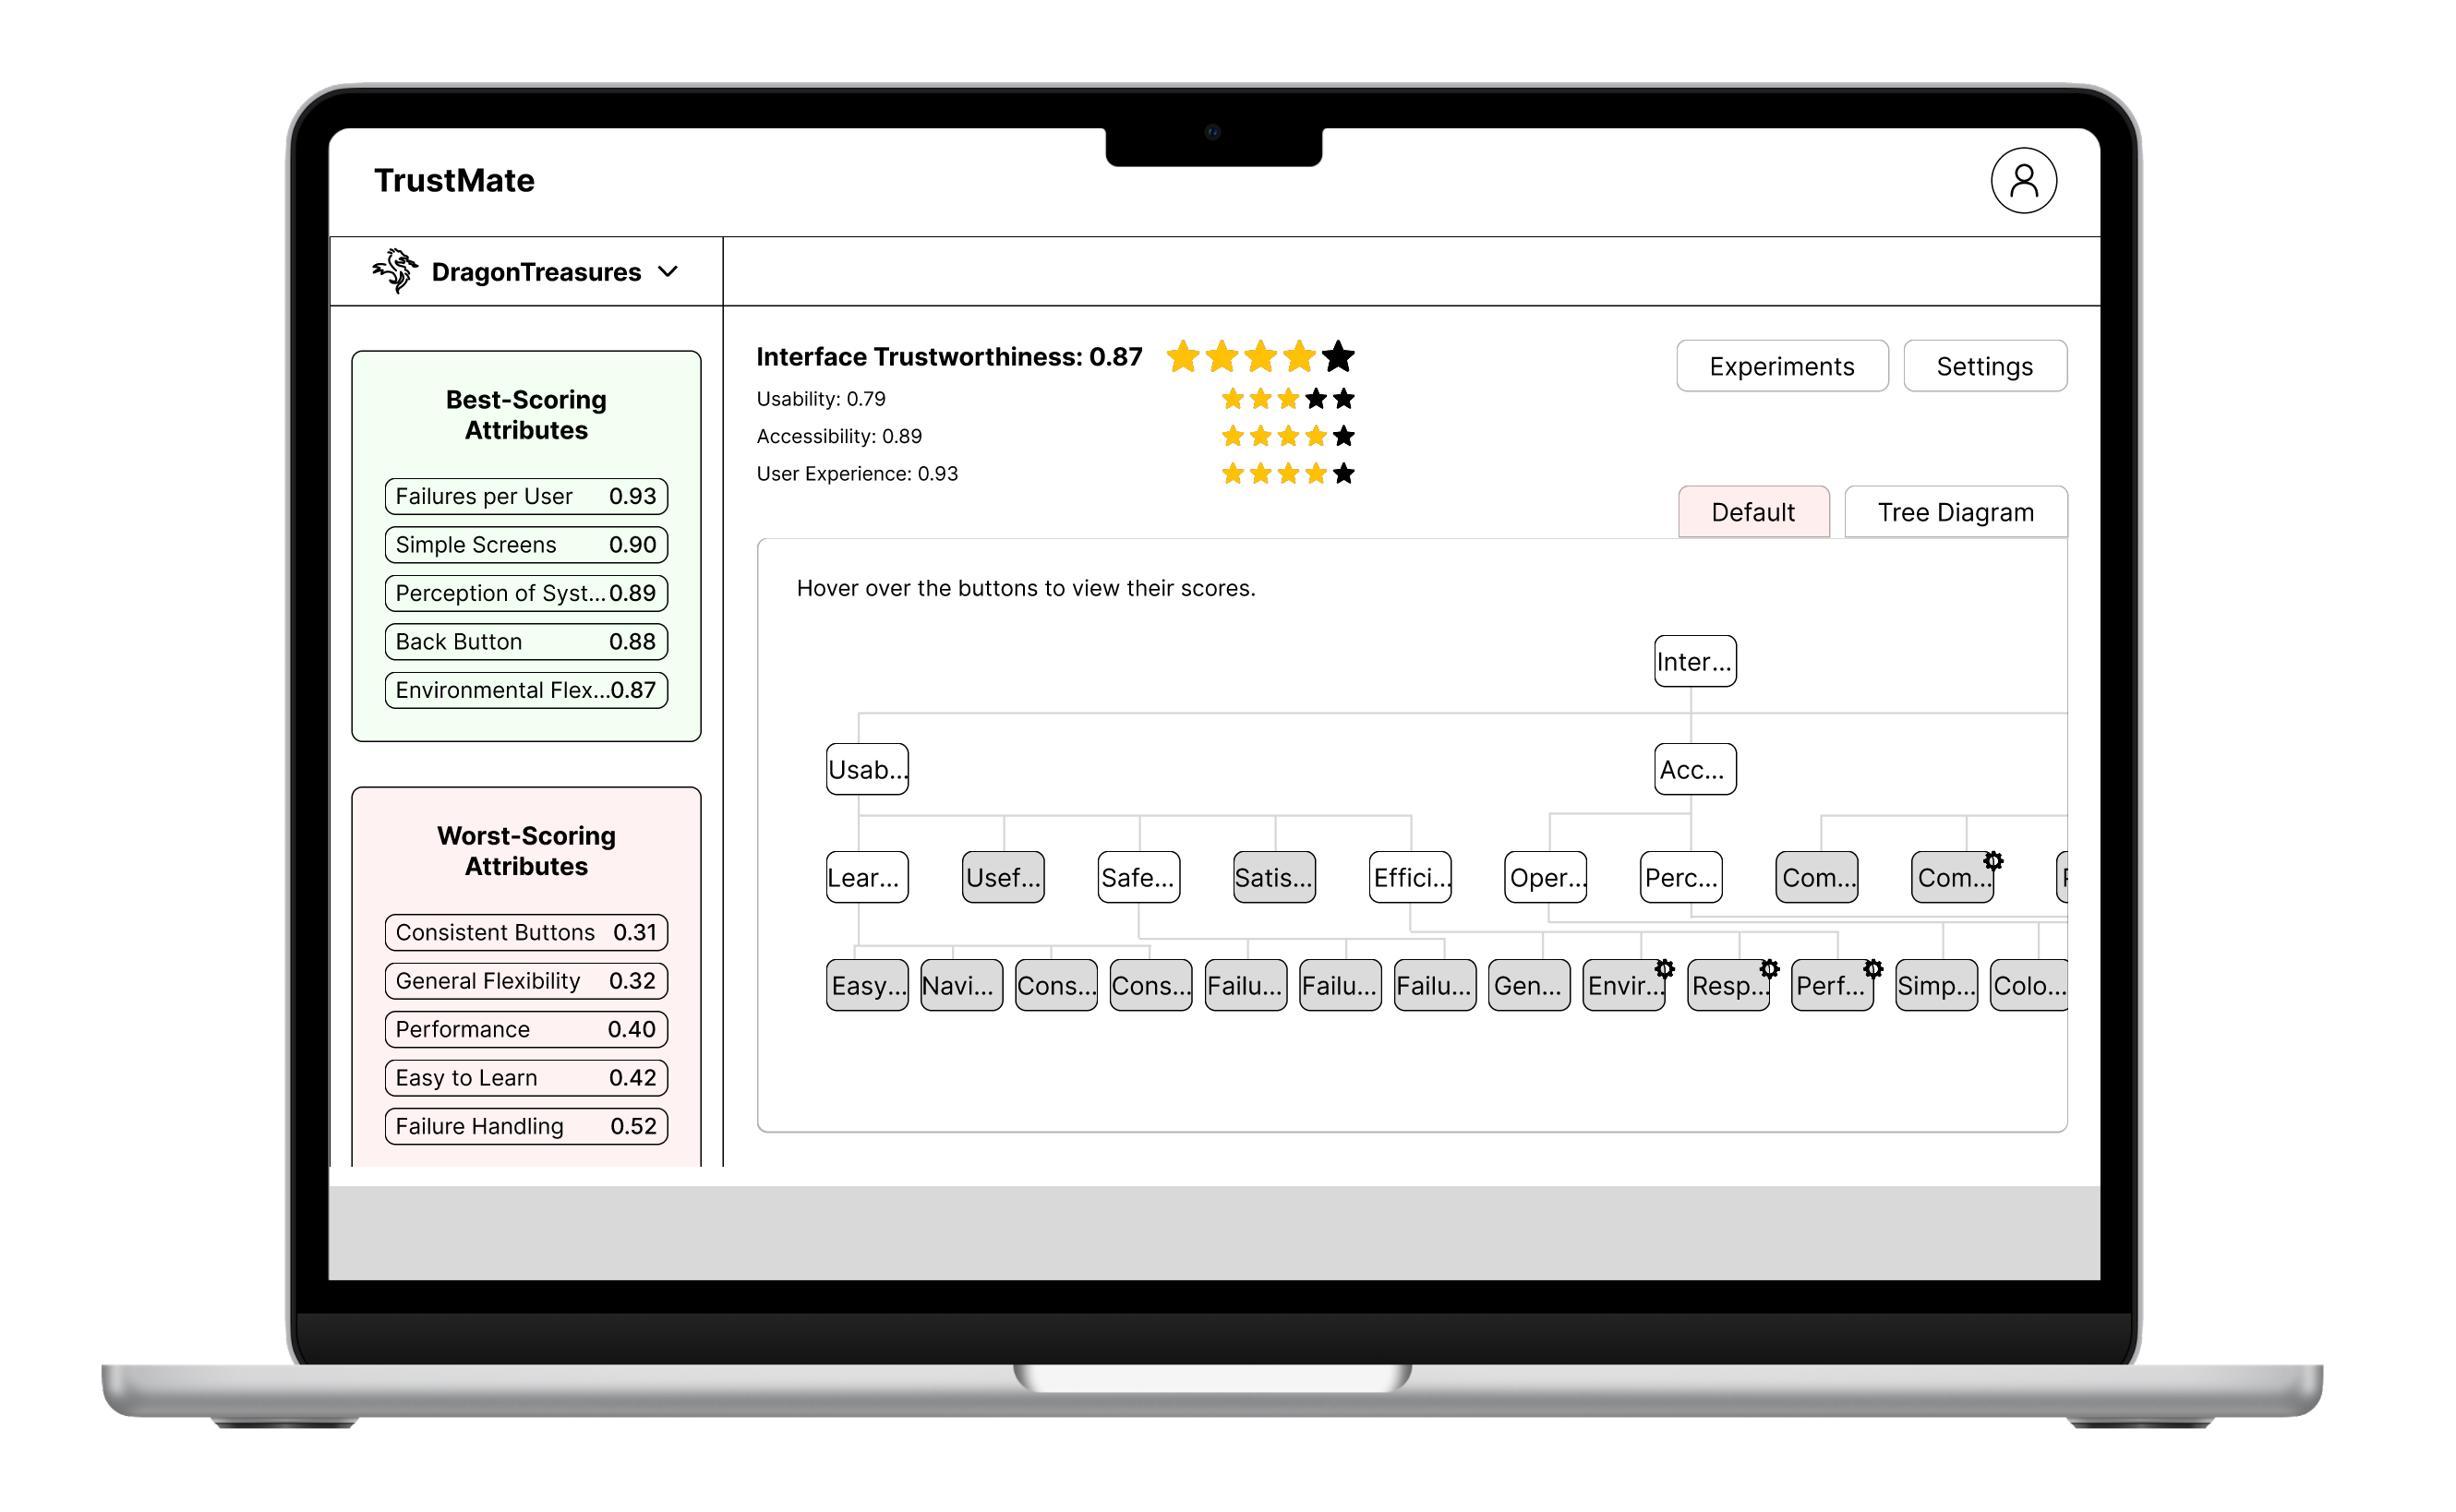 TrustMate
DragonTreasures
Best-Scoring
Attributes
Failures per User 0.93
Simple Screens 0.90
Perception of Syst... 0.89
Back Button 0.88
Environmental Flex... 0.87
Worst-Scoring
Attributes
Consistent Buttons 0.31
General Flexibility 0.32
Performance 0.40
Easy to Learn 0.42
Failure Handling 0.52
Interface Trustworthiness: 0.87
Usability: 0.79
Accessibility: 0.89
User Experience: 0.93
Experiments
Settings
Default
Tree Diagram
Hover over the buttons to view their scores.
Inter...
Usab...
Acc...
Lear...
Usef...
Safe...
Satis...
Effici...
Oper...
Perc...
Com...
Com...
Easy...
Navi...
Cons...
Cons...
Failu...
Failu...
Failu...
Gen...
Envir...
Resp...
Perf...
Simp...
Colo...